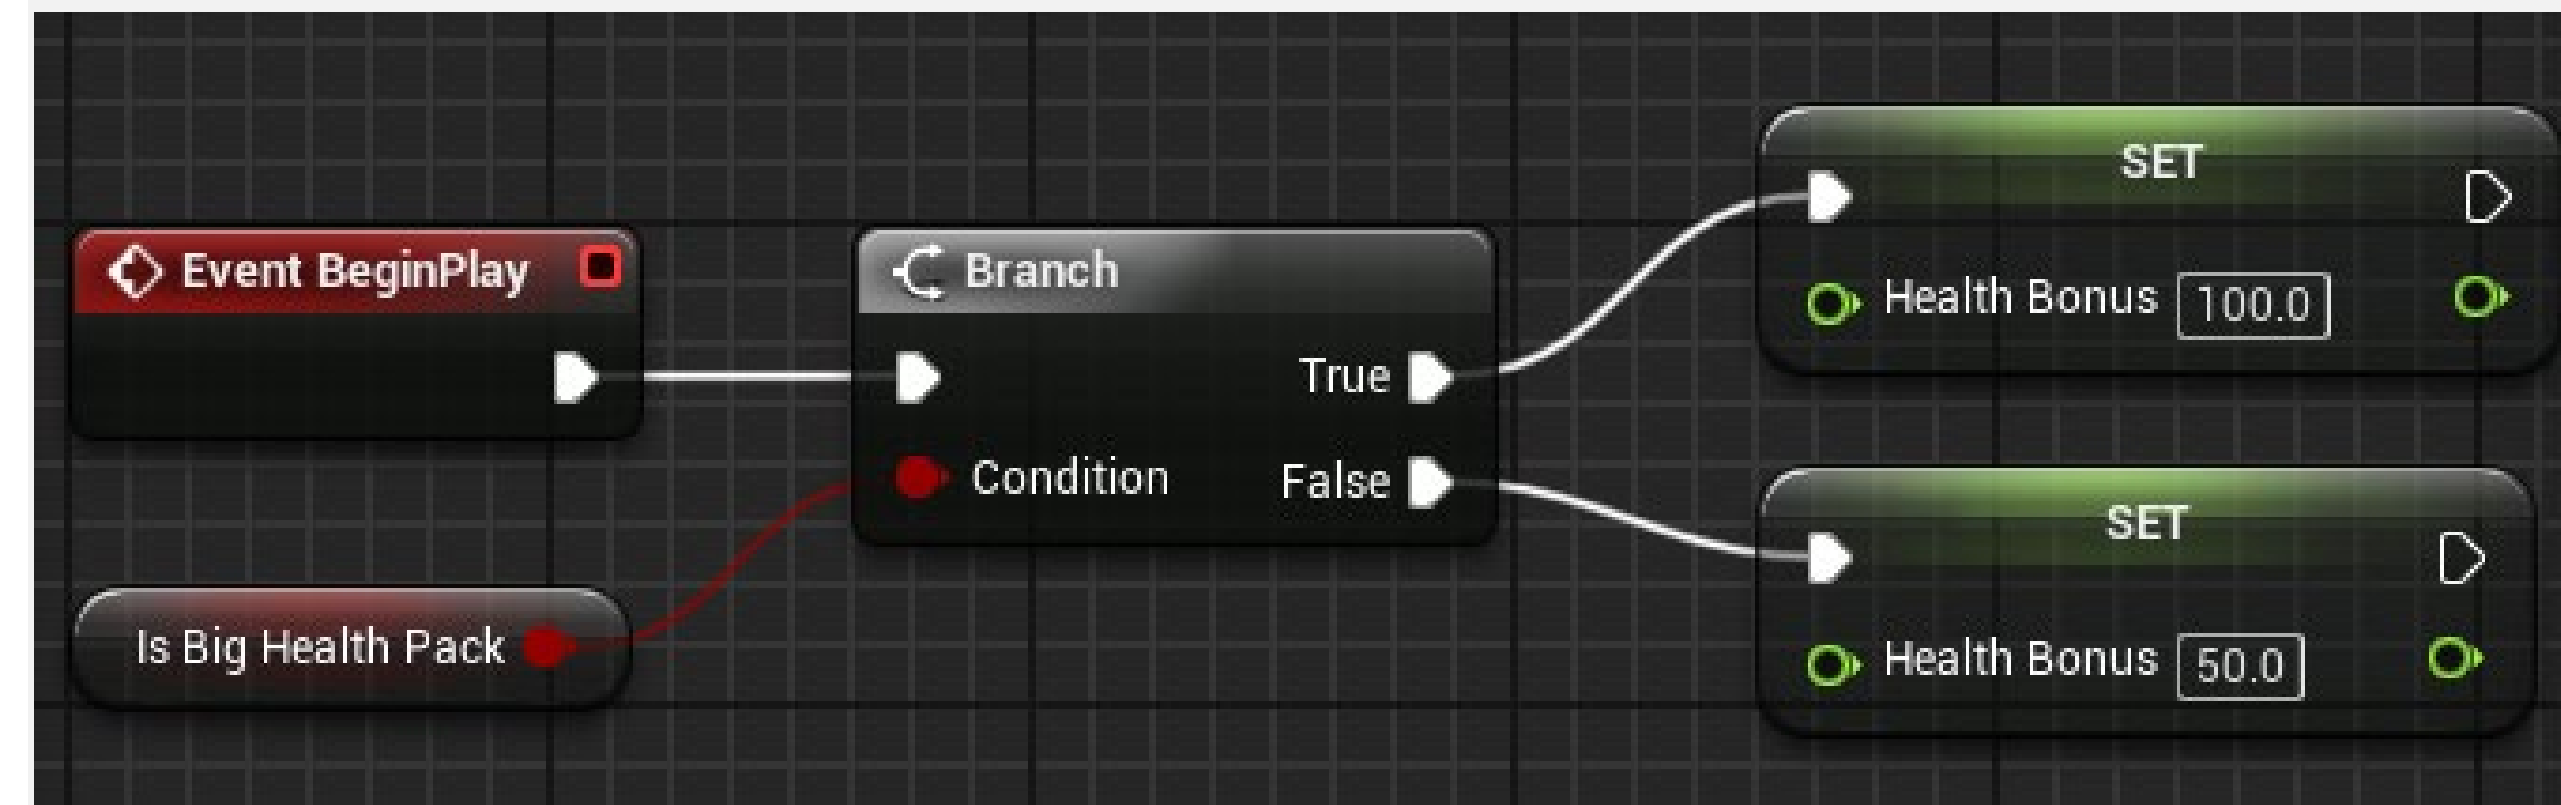 Event BeginPlay
Is Big Health Pack
Branch
True
Condition
False
SET
Health Bonus 100.0
SET
Health Bonus 50.0